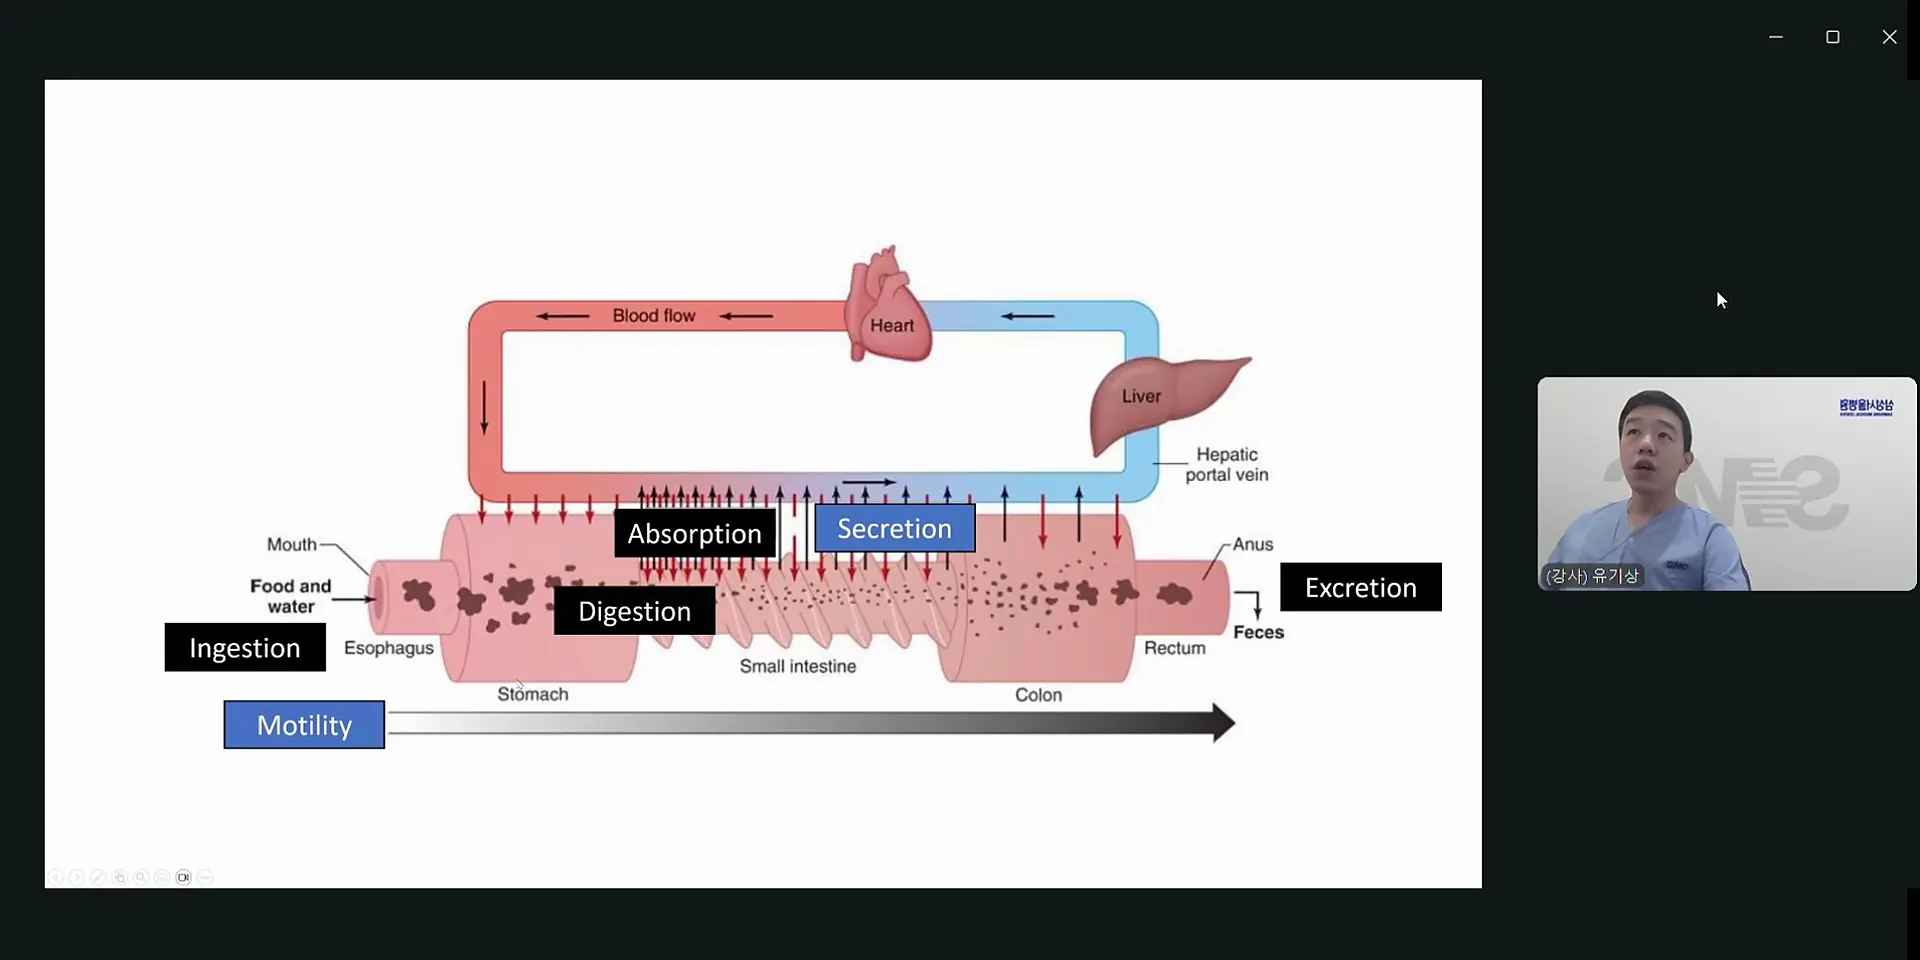 Blood flow
Heart
Liver
Hepatic
portal vein
Absorption
Secretion
Mouth
Anus
Food and
water
Digestion
Excretion
Ingestion
Esophagus
Small intestine
Rectum
Feces
Stomach
Colon
Motility
(강사) 유기상